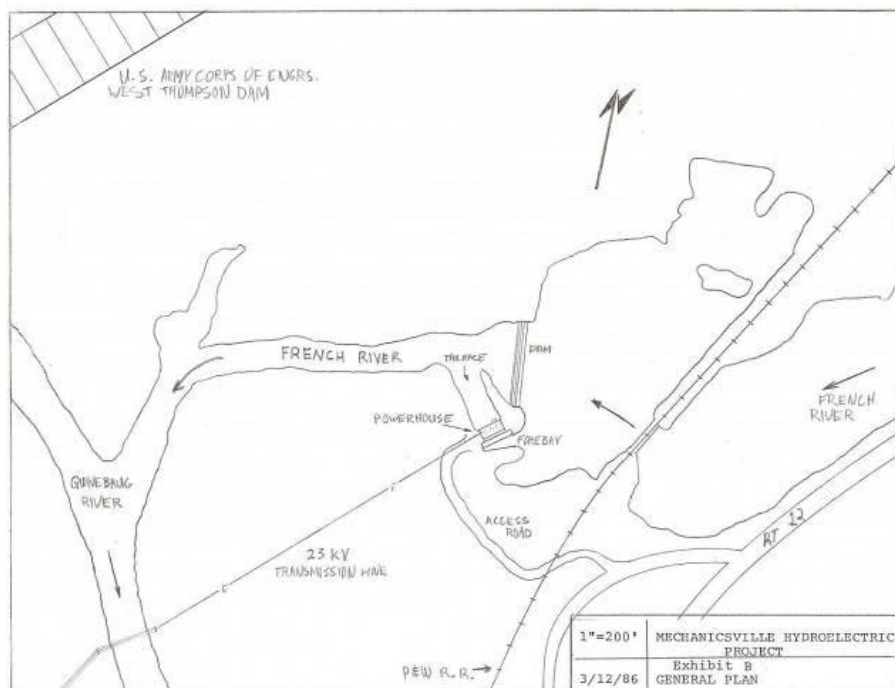 U.S. ARMY CORPS OF ENGRS.
WEST THOMPSON DAM
FRENCH RIVER
TAILRACE
DAM
FRENCH
RIVER
POWERHOUSE
FOREBAY
QUINEBAUG
RIVER
ACCESS
ROAD
RT 12
23 KV
TRANSMISSION LINE
P&W R.R.
1"=200'
MECHANICSVILLE HYDROELECTRIC
PROJECT
Exhibit B
3/12/86
GENERAL PLAN